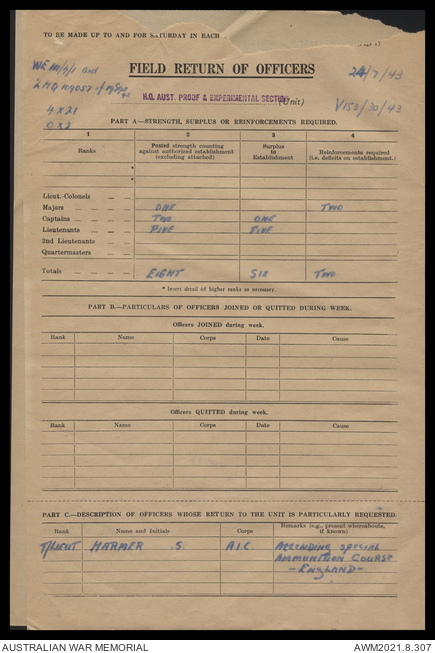 TO BE MADE UP TO AND FOR SATURDAY IN EACH
FIELD RETURN OF OFFICERS
24/7/43
H.Q. AUST. PROOF & EXPERIMENTAL SECTION
(Unit)
V153/30/43
4 X 21
0 X 2
PART A—STRENGTH, SURPLUS OR REINFORCEMENTS REQUIRED.
1 2 3 4
Ranks
Posted strength counting against authorized establishment (excluding attached)
Surplus to Establishment
Reinforcements required (i.e. deficits on establishment.)
*
*
Lieut.-Colonels
Majors ONE TWO
Captains TWO ONE
Lieutenants FIVE FIVE
2nd Lieutenants
Quartermasters
Totals EIGHT SIX TWO
* Insert detail of higher ranks as necessary.
PART B.—PARTICULARS OF OFFICERS JOINED OR QUITTED DURING WEEK.
Officers JOINED during week.
Rank Name Corps Date Cause
Officers QUITTED during week.
Rank Name Corps Date Cause
PART C.—DESCRIPTION OF OFFICERS WHOSE RETURN TO THE UNIT IS PARTICULARLY REQUESTED.
Rank Name and Initials Corps Remarks (e.g., present whereabouts, if known)
T/LIEUT HARMER S. A.I.C. ATTENDING SPECIAL
AMMUNITION COURSE
-ENGLAND-
AUSTRALIAN WAR MEMORIAL
AWM2021.8.307